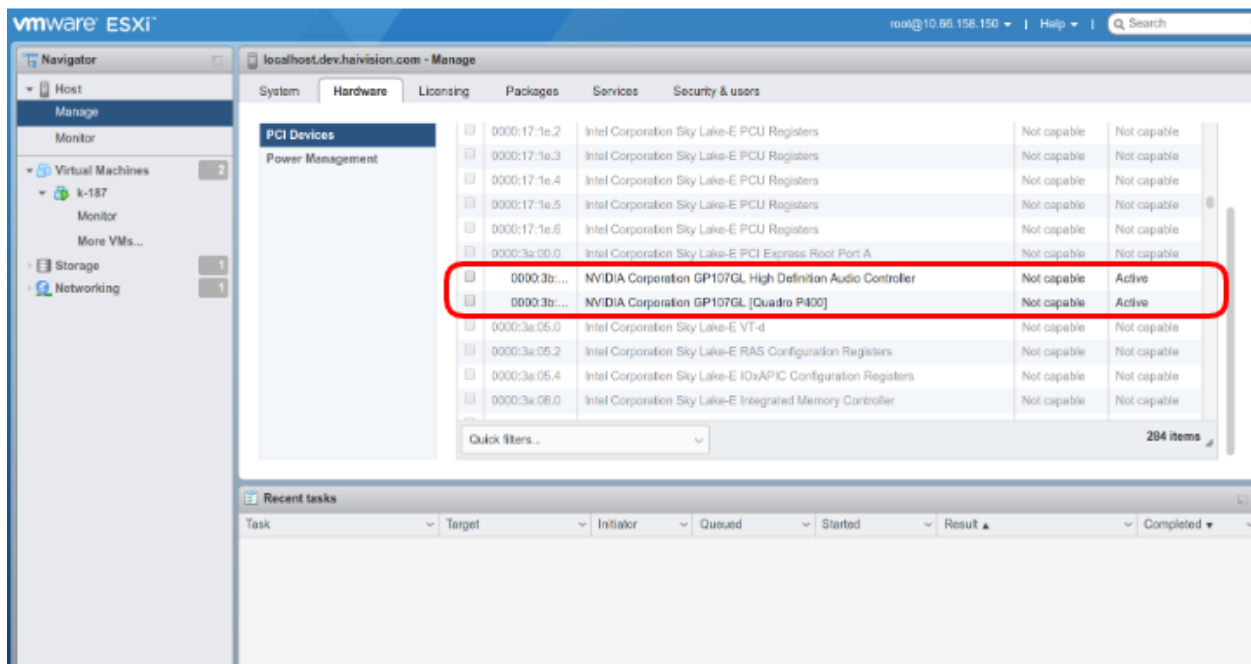 vmware ESXi™
root@10.66.158.150 | Help | Search
Navigator
Host
Manage
Monitor
Virtual Machines 2
k-187
Monitor
More VMs...
Storage 1
Networking 1
localhost.dev.haivision.com - Manage
System Hardware Licensing Packages Services Security & users
PCI Devices
Power Management
0000:17:1e.2 Intel Corporation Sky Lake-E PCU Registers Not capable Not capable
0000:17:1e.3 Intel Corporation Sky Lake-E PCU Registers Not capable Not capable
0000:17:1e.4 Intel Corporation Sky Lake-E PCU Registers Not capable Not capable
0000:17:1e.5 Intel Corporation Sky Lake-E PCU Registers Not capable Not capable
0000:17:1e.6 Intel Corporation Sky Lake-E PCU Registers Not capable Not capable
0000:3a:00.0 Intel Corporation Sky Lake-E PCI Express Root Port A Not capable Not capable
0000:3b:... NVIDIA Corporation GP107GL High Definition Audio Controller Not capable Active
0000:3b:... NVIDIA Corporation GP107GL [Quadro P400] Not capable Active
0000:3a:05.0 Intel Corporation Sky Lake-E VT-d Not capable Not capable
0000:3a:05.2 Intel Corporation Sky Lake-E RAS Configuration Registers Not capable Not capable
0000:3a:05.4 Intel Corporation Sky Lake-E IOxAPIC Configuration Registers Not capable Not capable
0000:3a:08.0 Intel Corporation Sky Lake-E Integrated Memory Controller Not capable Not capable
Quick filters... 284 items
Recent tasks
Task Target Initiator Queued Started Result Completed